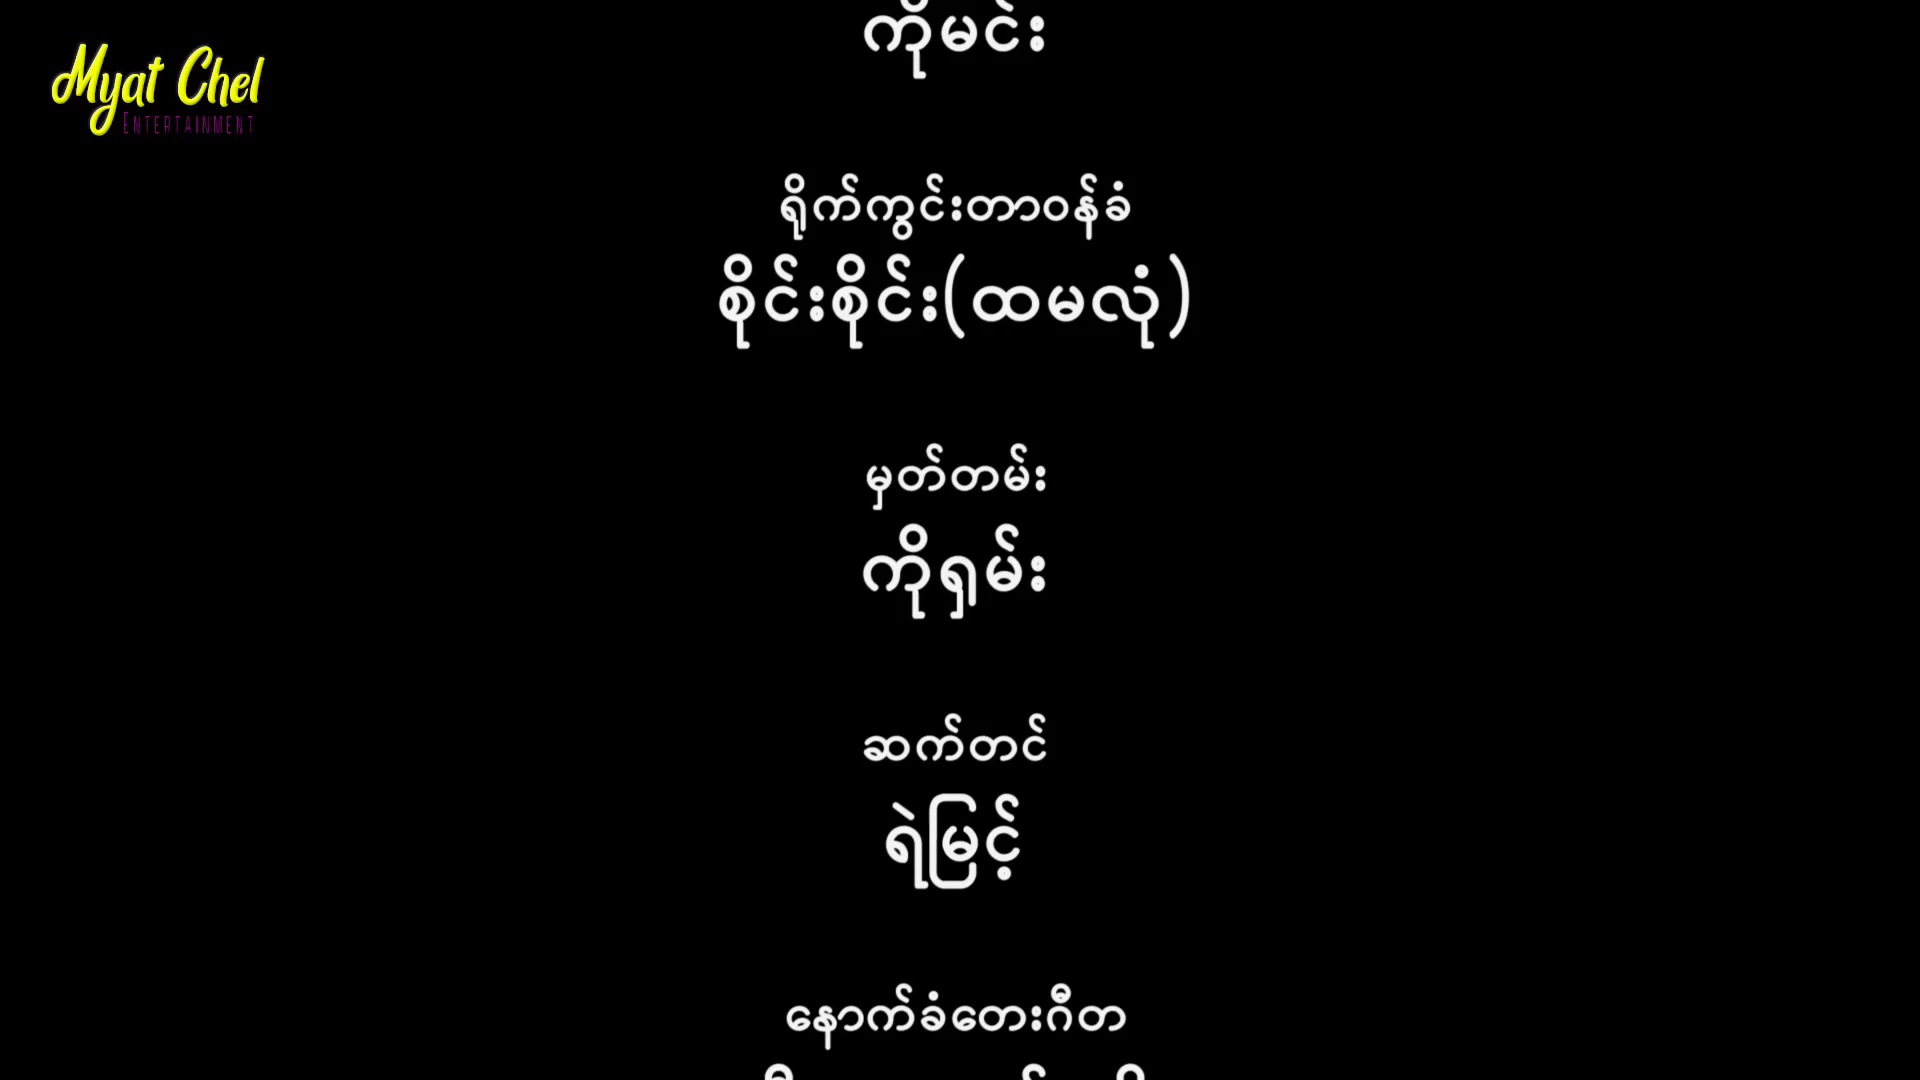 ကိုမင်း
Myat Chel
ENTERTAINMENT
ရိုက်ကွင်းတာဝန်ခံ
စိုင်းစိုင်း(ထမလုံ)
မှတ်တမ်း
ကိုရှမ်း
ဆက်တင်
ရဲမြင့်
နောက်ခံတေးဂီတ